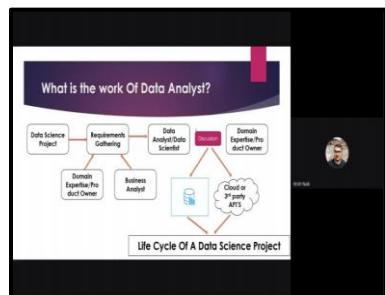 What is the work Of Data Analyst?
Data Science
Project
Requirements
Gathering
Data
Analyst/Data
Scientist
Discussion
Domain
Expertise/Pro
duct Owner
Domain
Expertise/Pro
duct Owner
Business
Analyst
Cloud or
3rd party
API'S
Life Cycle Of A Data Science Project